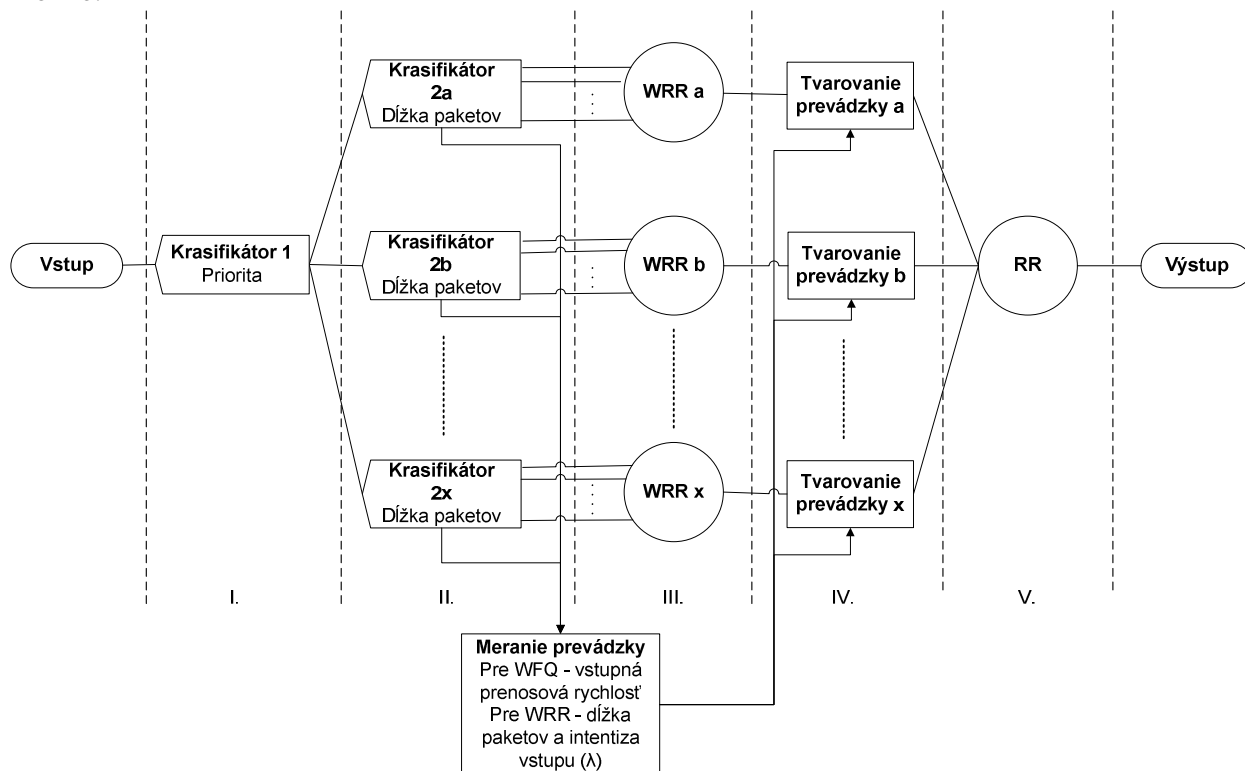 Krasifikátor
2a
Dĺžka paketov
WRR a
Tvarovanie
prevádzky a
Vstup
Krasifikátor 1
Priorita
Krasifikátor
2b
Dĺžka paketov
WRR b
Tvarovanie
prevádzky b
RR
Výstup
Krasifikátor
2x
Dĺžka paketov
WRR x
Tvarovanie
prevádzky x
I.
II.
III.
IV.
V.
Meranie prevádzky
Pre WFQ - vstupná
prenosová rychlosť
Pre WRR - dĺžka
paketov a intentiza
vstupu (λ)